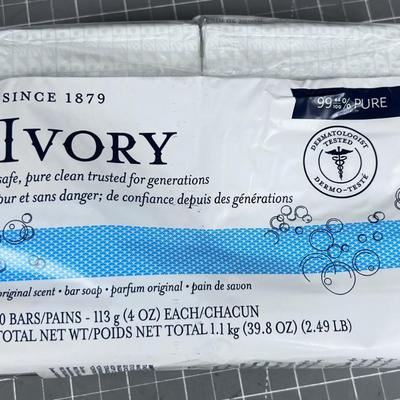 SINCE 1879
99 44/100 % PURE
IVORY
safe, pure clean trusted for generations
our et sans danger; de confiance depuis des générations
DERMATOLOGIST TESTED
DERMO-TESTÉ
original scent • bar soap • parfum original • pain de savon
0 BARS/PAINS - 113 g (4 OZ) EACH/CHACUN
TOTAL NET WT/POIDS NET TOTAL 1.1 kg (39.8 OZ) (2.49 LB)